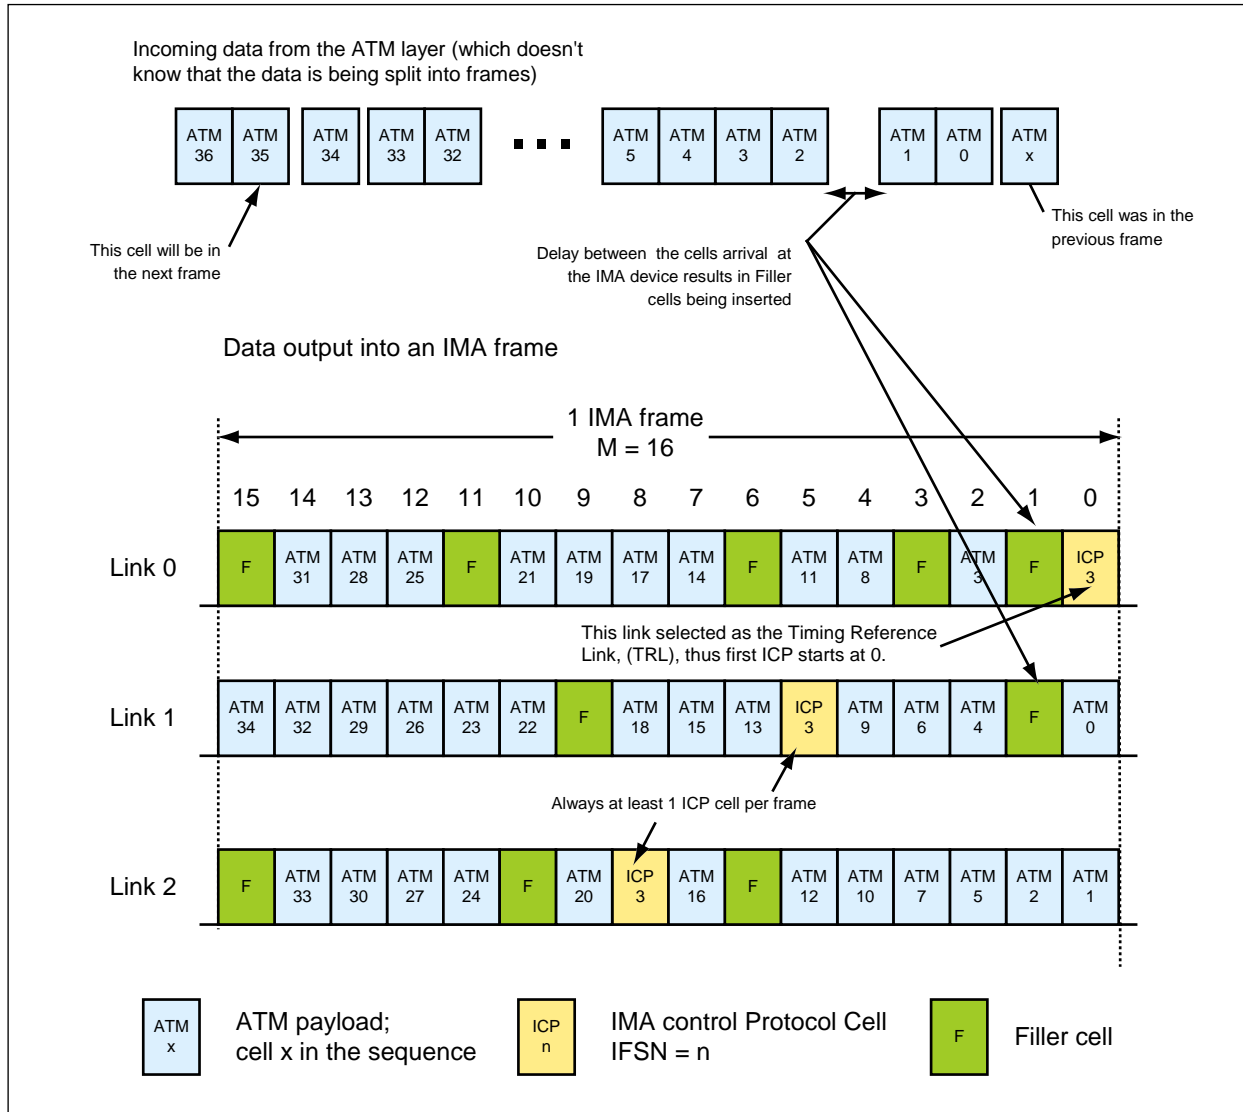 Incoming data from the ATM layer (which doesn't
know that the data is being split into frames)
ATM ATM ATM ATM ATM ATM ATM ATM ATM ATM ATM ATM
36 35 34 33 32 5 4 3 2 1 0 x
This cell will be in
the next frame
Delay between the cells arrival at
the IMA device results in Filler
cells being inserted
This cell was in the
previous frame
Data output into an IMA frame
1 IMA frame
M = 16
15 14 13 12 11 10 9 8 7 6 5 4 3 2 1 0
Link 0
F ATM ATM ATM F ATM ATM ATM ATM F ATM ATM F ATM F ICP
31 28 25 21 19 17 14 11 8 3 3
This link selected as the Timing Reference
Link, (TRL), thus first ICP starts at 0.
Link 1
ATM ATM ATM ATM ATM ATM F ATM ATM ATM ICP ATM ATM ATM F ATM
34 32 29 26 23 22 18 15 13 3 9 6 4 0
Always at least 1 ICP cell per frame
Link 2
F ATM ATM ATM ATM F ATM ICP ATM F ATM ATM ATM ATM ATM ATM
33 30 27 24 20 3 16 12 10 7 5 2 1
ATM
x
ATM payload;
cell x in the sequence
ICP
n
IMA control Protocol Cell
IFSN = n
F
Filler cell